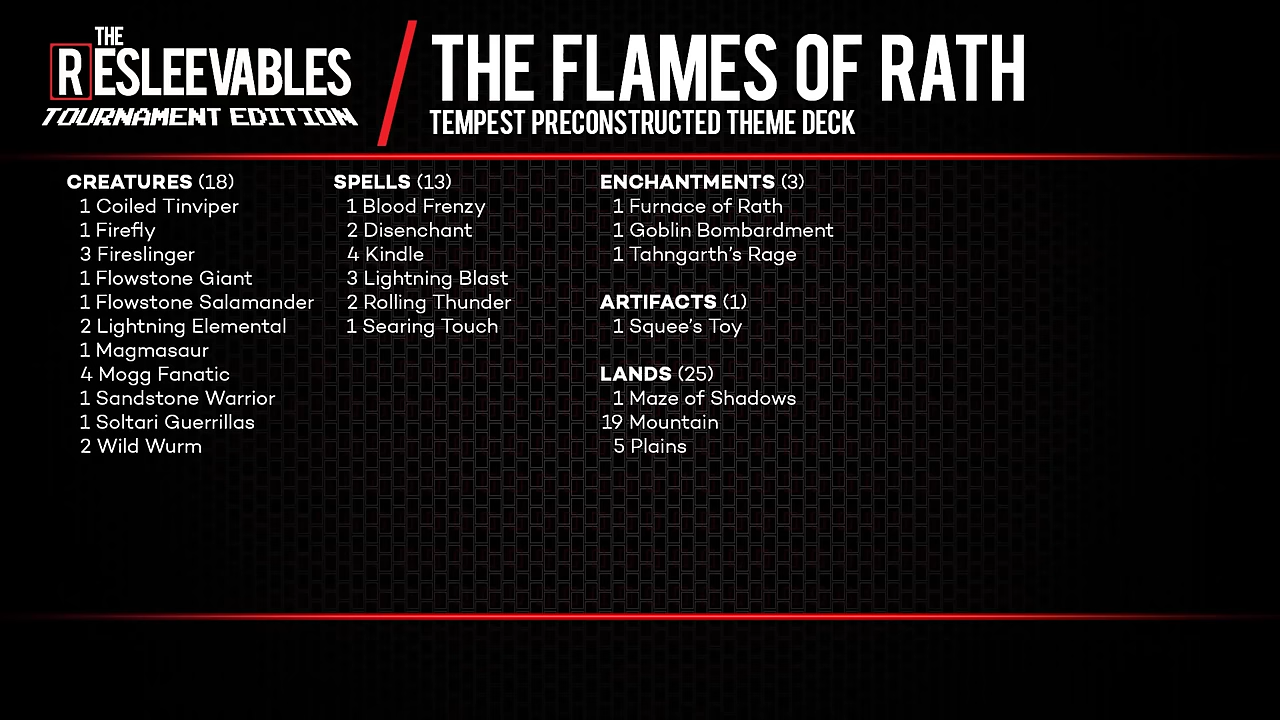 THE
RESLEEVABLES
TOURNAMENT EDITION
THE FLAMES OF RATH
TEMPEST PRECONSTRUCTED THEME DECK
CREATURES (18)
1 Coiled Tinviper
1 Firefly
3 Fireslinger
1 Flowstone Giant
1 Flowstone Salamander
2 Lightning Elemental
1 Magmasaur
4 Mogg Fanatic
1 Sandstone Warrior
1 Soltari Guerrillas
2 Wild Wurm
SPELLS (13)
1 Blood Frenzy
2 Disenchant
4 Kindle
3 Lightning Blast
2 Rolling Thunder
1 Searing Touch
ENCHANTMENTS (3)
1 Furnace of Rath
1 Goblin Bombardment
1 Tahngarth's Rage
ARTIFACTS (1)
1 Squee's Toy
LANDS (25)
1 Maze of Shadows
19 Mountain
5 Plains